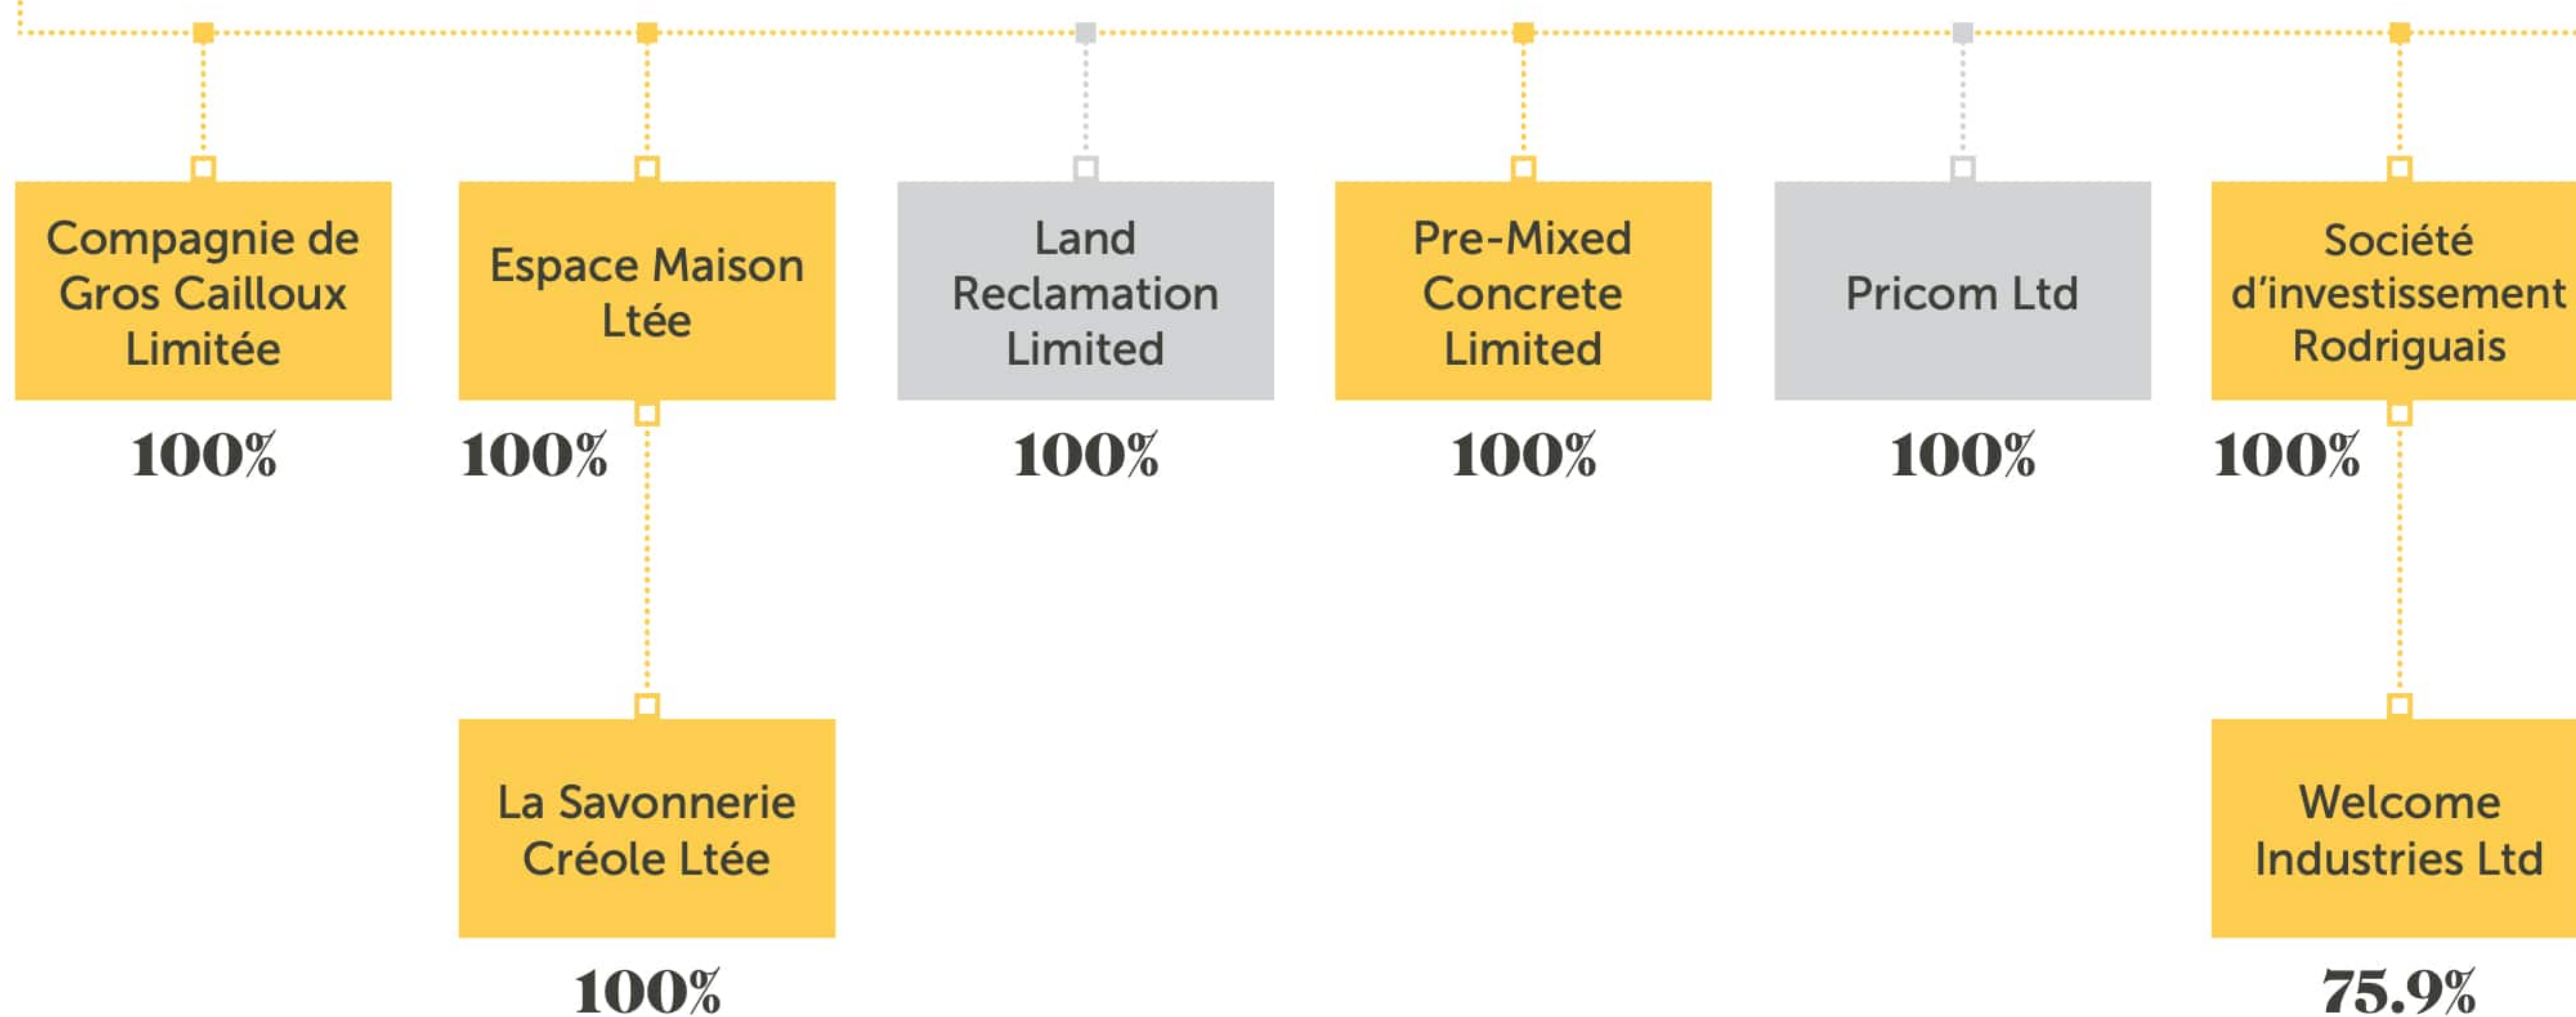 Compagnie de
Gros Cailloux
Limitée
100%
Espace Maison
Ltée
100%
Land
Reclamation
Limited
100%
Pre-Mixed
Concrete
Limited
100%
Pricom Ltd
100%
Société
d’investissement
Rodriguais
100%
La Savonnerie
Créole Ltée
100%
Welcome
Industries Ltd
75.9%